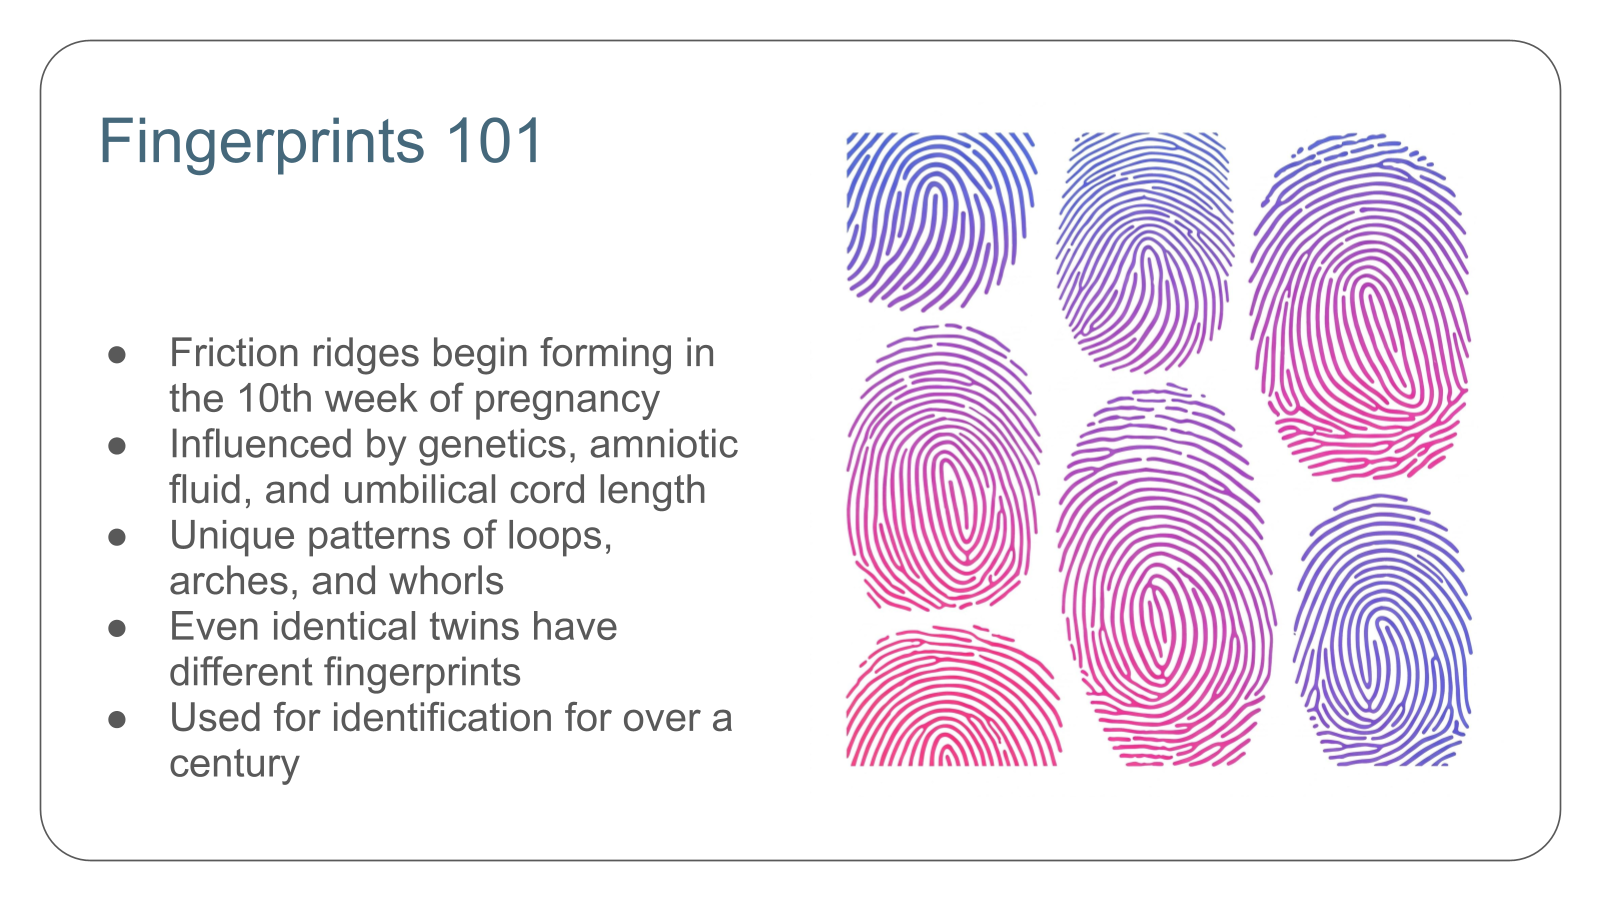 Fingerprints 101
● Friction ridges begin forming in
the 10th week of pregnancy
● Influenced by genetics, amniotic
fluid, and umbilical cord length
● Unique patterns of loops,
arches, and whorls
● Even identical twins have
different fingerprints
● Used for identification for over a
century